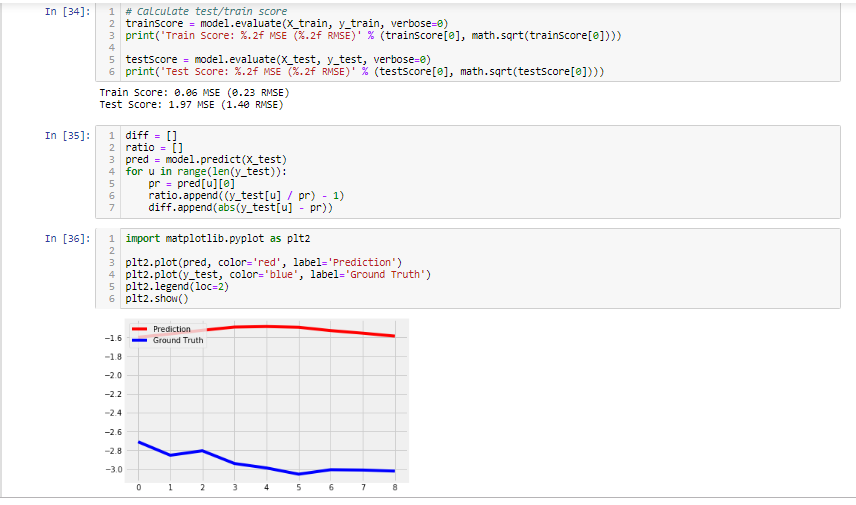 In [34]:
1 # Calculate test/train score
2 trainScore = model.evaluate(X_train, y_train, verbose=0)
3 print('Train Score: %.2f MSE (%.2f RMSE)' % (trainScore[0], math.sqrt(trainScore[0])))
4
5 testScore = model.evaluate(X_test, y_test, verbose=0)
6 print('Test Score: %.2f MSE (%.2f RMSE)' % (testScore[0], math.sqrt(testScore[0])))
Train Score: 0.06 MSE (0.23 RMSE)
Test Score: 1.97 MSE (1.40 RMSE)
In [35]:
1 diff = []
2 ratio = []
3 pred = model.predict(X_test)
4 for u in range(len(y_test)):
5     pr = pred[u][0]
6     ratio.append((y_test[u] / pr) - 1)
7     diff.append(abs(y_test[u] - pr))
In [36]:
1 import matplotlib.pyplot as plt2
2
3 plt2.plot(pred, color='red', label='Prediction')
4 plt2.plot(y_test, color='blue', label='Ground Truth')
5 plt2.legend(loc=2)
6 plt2.show()
Prediction
Ground Truth
−1.6
−1.8
−2.0
−2.2
−2.4
−2.6
−2.8
−3.0
0 1 2 3 4 5 6 7 8